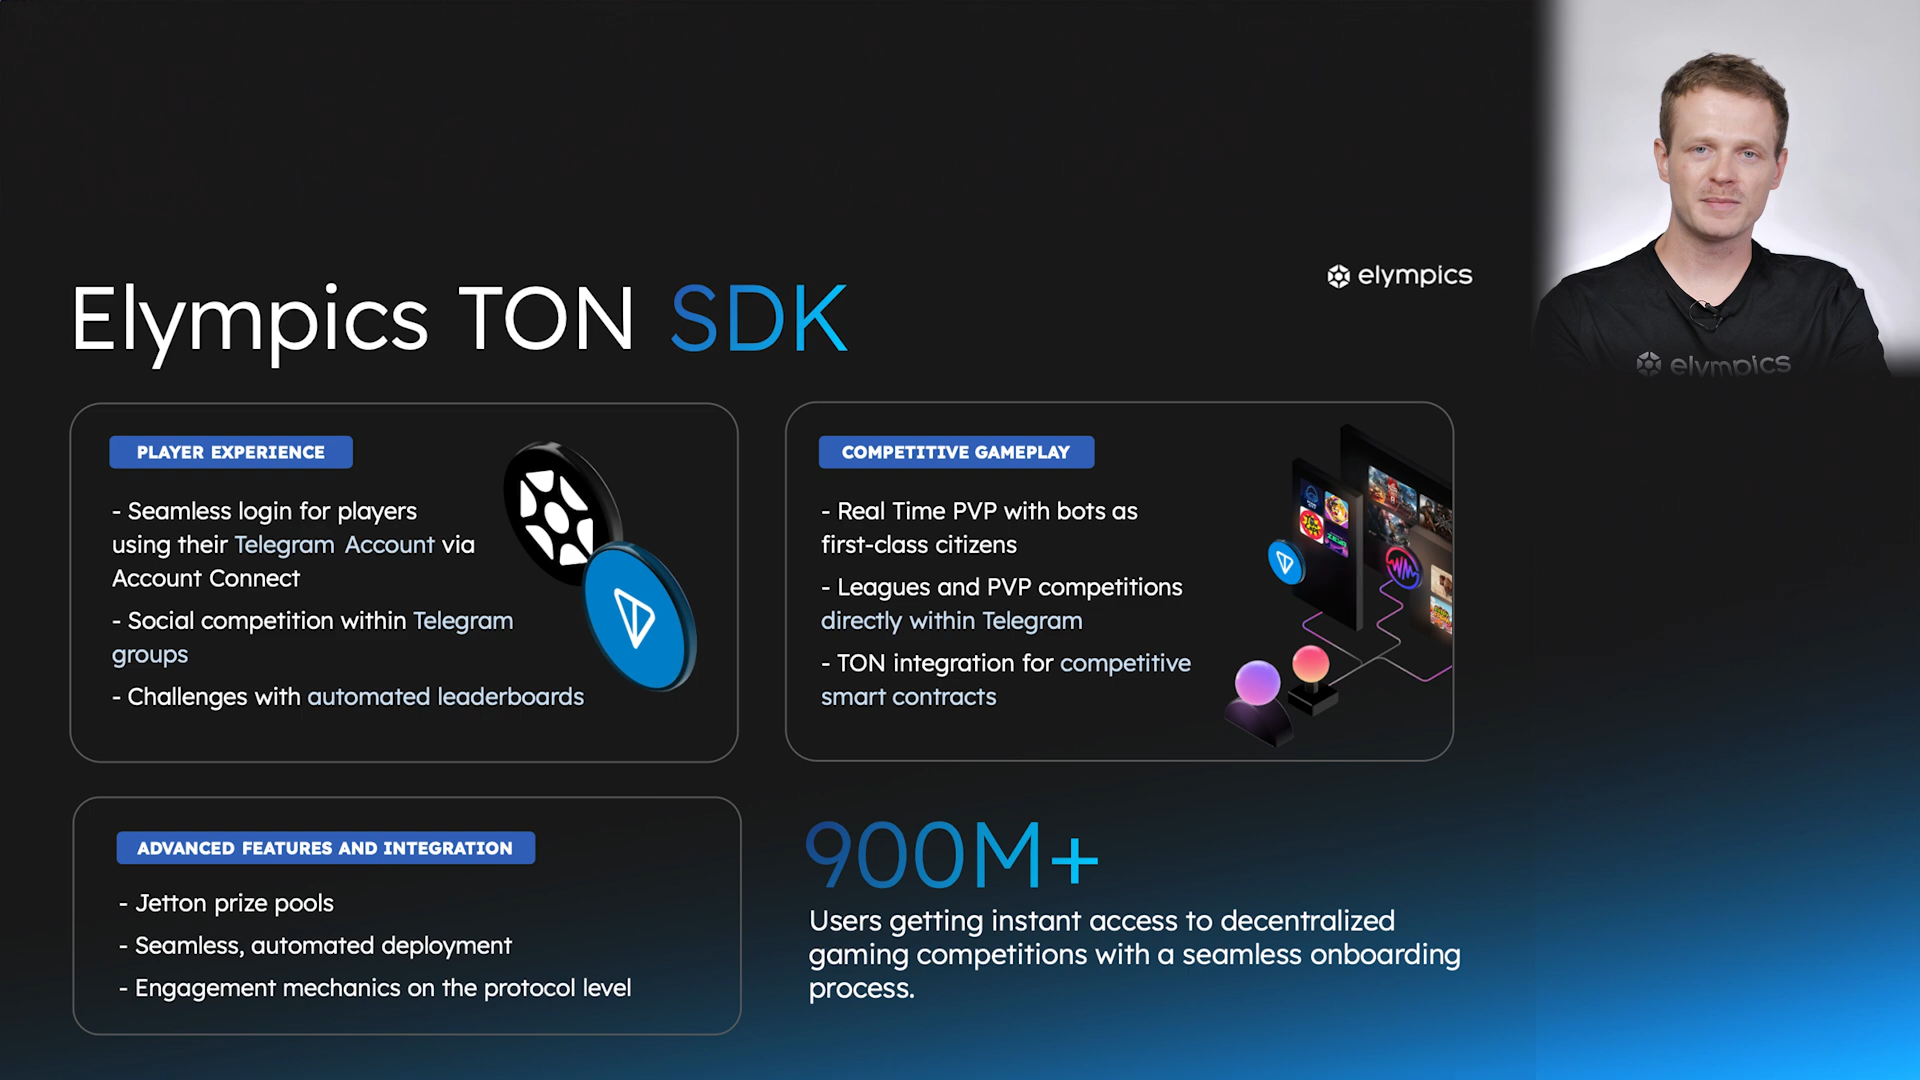 elympics
elympics
Elympics TON SDK
PLAYER EXPERIENCE
- Seamless login for players
using their Telegram Account via
Account Connect
- Social competition within Telegram
groups
- Challenges with automated leaderboards
COMPETITIVE GAMEPLAY
- Real Time PVP with bots as
first-class citizens
- Leagues and PVP competitions
directly within Telegram
- TON integration for competitive
smart contracts
ADVANCED FEATURES AND INTEGRATION
- Jetton prize pools
- Seamless, automated deployment
- Engagement mechanics on the protocol level
900M+
Users getting instant access to decentralized
gaming competitions with a seamless onboarding
process.